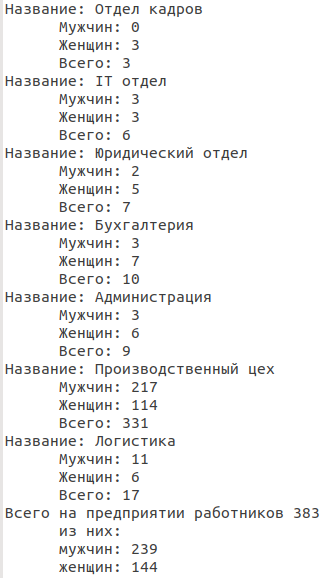 Название: Отдел кадров
Мужчин: 0
Женщин: 3
Всего: 3
Название: IT отдел
Мужчин: 3
Женщин: 3
Всего: 6
Название: Юридический отдел
Мужчин: 2
Женщин: 5
Всего: 7
Название: Бухгалтерия
Мужчин: 3
Женщин: 7
Всего: 10
Название: Администрация
Мужчин: 3
Женщин: 6
Всего: 9
Название: Производственный цех
Мужчин: 217
Женщин: 114
Всего: 331
Название: Логистика
Мужчин: 11
Женщин: 6
Всего: 17
Всего на предприятии работников 383
из них:
мужчин: 239
женщин: 144